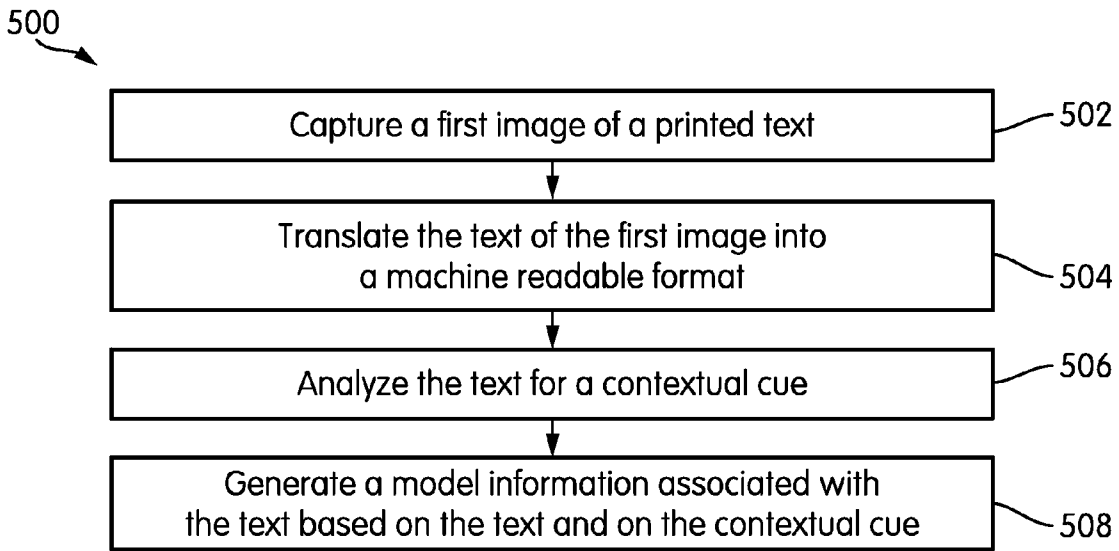 500
Capture a first image of a printed text
502
Translate the text of the first image into
a machine readable format
504
Analyze the text for a contextual cue
506
Generate a model information associated with
the text based on the text and on the contextual cue
508